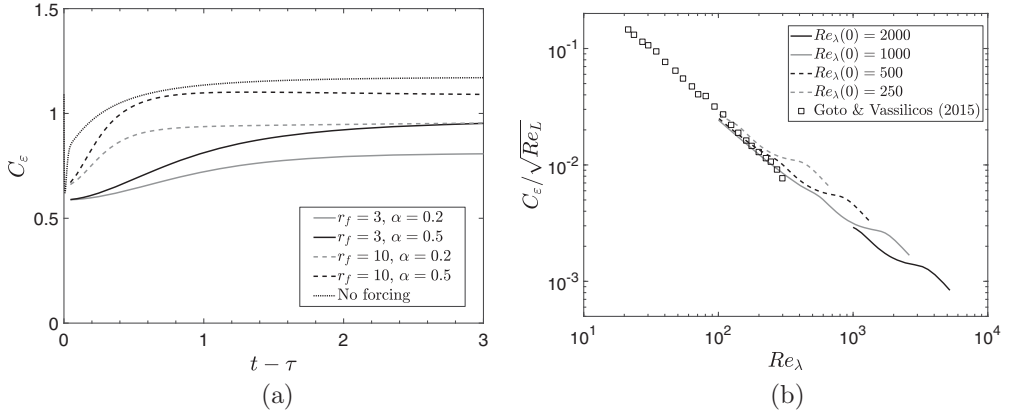 1.5
1
0.5
0
0 1 2 3
C_ε
t − τ
r_f = 3, α = 0.2
r_f = 3, α = 0.5
r_f = 10, α = 0.2
r_f = 10, α = 0.5
No forcing
(a)
10^{-1}
10^{-2}
10^{-3}
10^1 10^2 10^3 10^4
C_ε/√Re_L
Re_λ
Re_λ(0) = 2000
Re_λ(0) = 1000
Re_λ(0) = 500
Re_λ(0) = 250
Goto & Vassilicos (2015)
(b)